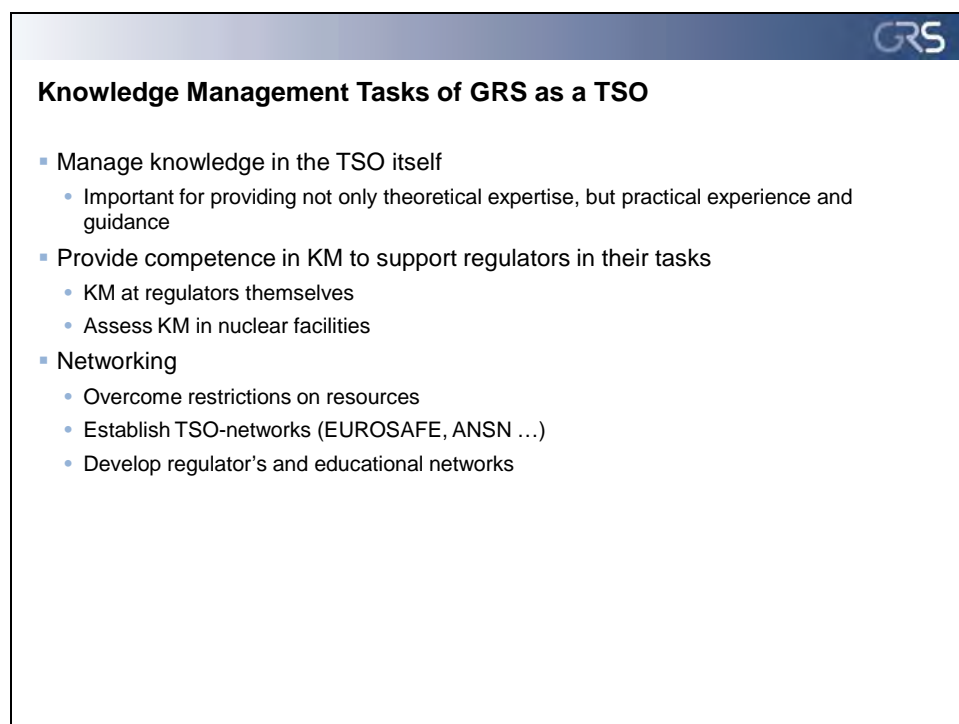 GRS
Knowledge Management Tasks of GRS as a TSO
▪ Manage knowledge in the TSO itself
• Important for providing not only theoretical expertise, but practical experience and
guidance
▪ Provide competence in KM to support regulators in their tasks
• KM at regulators themselves
• Assess KM in nuclear facilities
▪ Networking
• Overcome restrictions on resources
• Establish TSO-networks (EUROSAFE, ANSN …)
• Develop regulator’s and educational networks